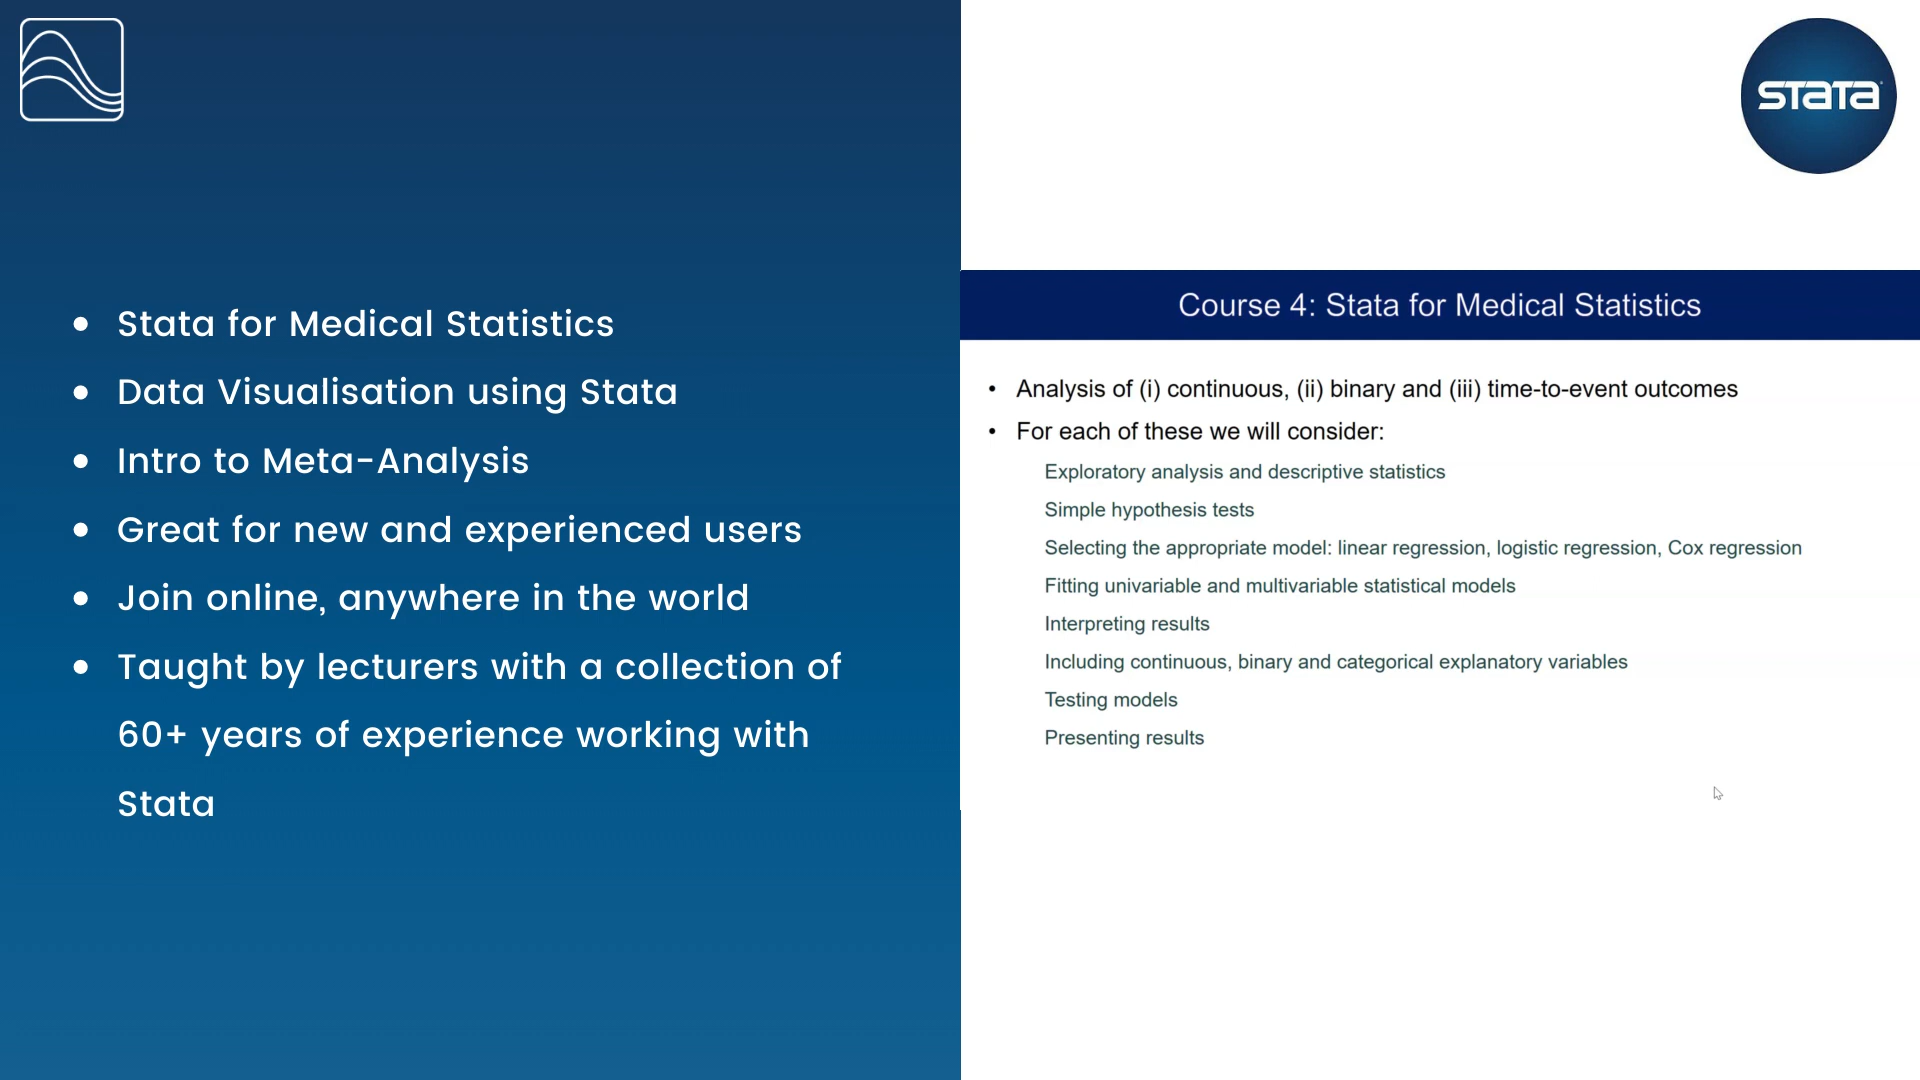 Stata for Medical Statistics
Data Visualisation using Stata
Intro to Meta-Analysis
Great for new and experienced users
Join online, anywhere in the world
Taught by lecturers with a collection of
60+ years of experience working with
Stata
STATA
Course 4: Stata for Medical Statistics
Analysis of (i) continuous, (ii) binary and (iii) time-to-event outcomes
For each of these we will consider:
Exploratory analysis and descriptive statistics
Simple hypothesis tests
Selecting the appropriate model: linear regression, logistic regression, Cox regression
Fitting univariable and multivariable statistical models
Interpreting results
Including continuous, binary and categorical explanatory variables
Testing models
Presenting results